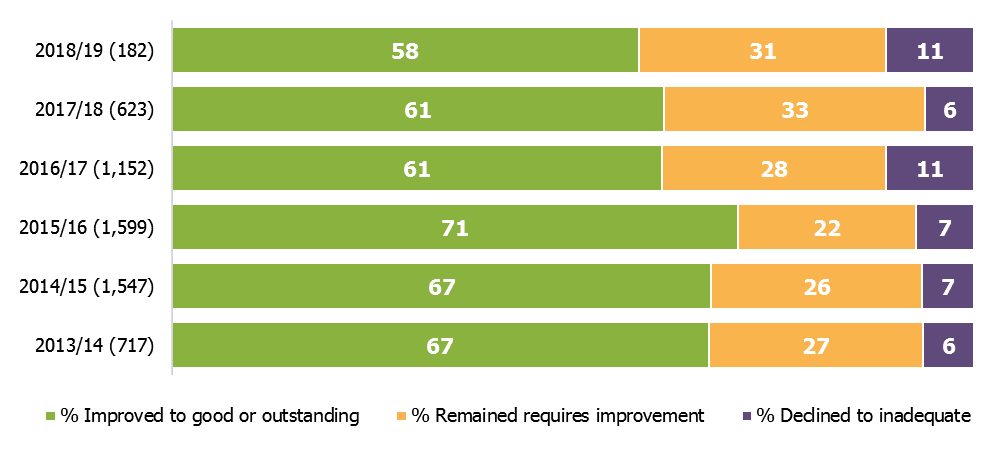 2018/19 (182) 58 31 11
2017/18 (623) 61 33 6
2016/17 (1,152) 61 28 11
2015/16 (1,599) 71 22 7
2014/15 (1,547) 67 26 7
2013/14 (717) 67 27 6
% Improved to good or outstanding % Remained requires improvement % Declined to inadequate